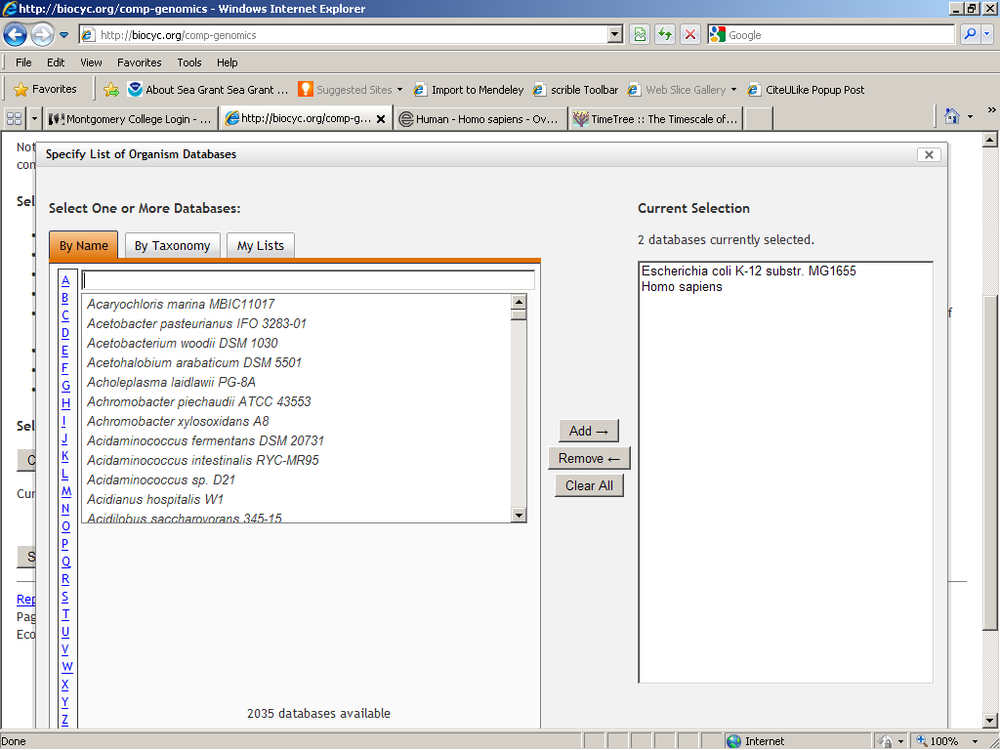 http://biocyc.org/comp-genomics - Windows Internet Explorer
http://biocyc.org/comp-genomics
Google
File Edit View Favorites Tools Help
Favorites About Sea Grant Sea Grant ... Suggested Sites Import to Mendeley scrible Toolbar Web Slice Gallery CiteULike Popup Post
Montgomery College Login - ... http://biocyc.org/comp-g... Human - Homo sapiens - Ov... TimeTree :: The Timescale of...
Not
con
Sel
Specify List of Organism Databases
Select One or More Databases:
By Name By Taxonomy My Lists
A
B
C
D
E
F
G
H
I
J
K
L
M
N
O
P
Q
R
S
T
U
V
W
X
Y
Z
Acaryochloris marina MBIC11017
Acetobacter pasteurianus IFO 3283-01
Acetobacterium woodii DSM 1030
Acetohalobium arabaticum DSM 5501
Acholeplasma laidlawii PG-8A
Achromobacter piechaudii ATCC 43553
Achromobacter xylosoxidans A8
Acidaminococcus fermentans DSM 20731
Acidaminococcus intestinalis RYC-MR95
Acidaminococcus sp. D21
Acidianus hospitalis W1
Acidilobus saccharovorans 345-15
2035 databases available
Add →
Remove ←
Clear All
Current Selection
2 databases currently selected.
Escherichia coli K-12 substr. MG1655
Homo sapiens
f
Sel
C
Cur
S
Rep
Pag
Eco
Done
Internet
100%